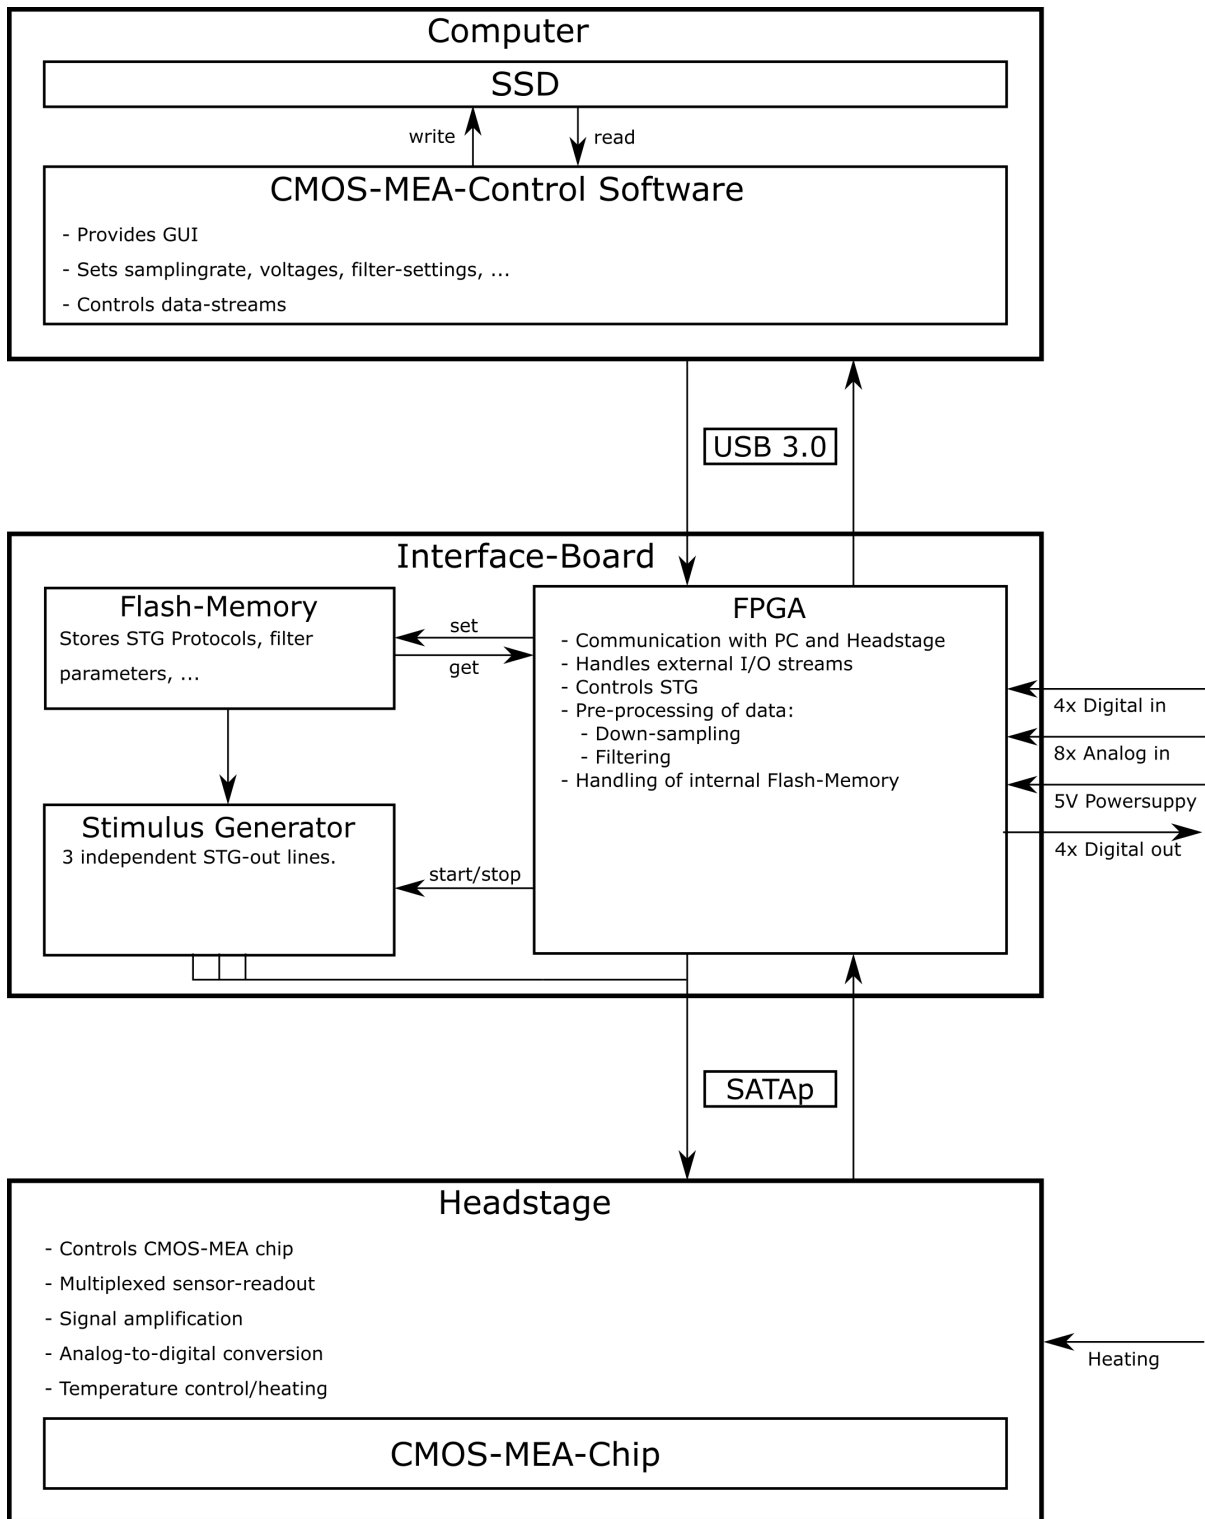 Computer
SSD
write
read
CMOS-MEA-Control Software
- Provides GUI
- Sets samplingrate, voltages, filter-settings, ...
- Controls data-streams
USB 3.0
Interface-Board
Flash-Memory
Stores STG Protocols, filter
parameters, ...
set
get
FPGA
- Communication with PC and Headstage
- Handles external I/O streams
- Controls STG
- Pre-processing of data:
- Down-sampling
- Filtering
- Handling of internal Flash-Memory
4x Digital in
8x Analog in
5V Powersuppy
4x Digital out
Stimulus Generator
3 independent STG-out lines.
start/stop
SATAp
Headstage
- Controls CMOS-MEA chip
- Multiplexed sensor-readout
- Signal amplification
- Analog-to-digital conversion
- Temperature control/heating
Heating
CMOS-MEA-Chip